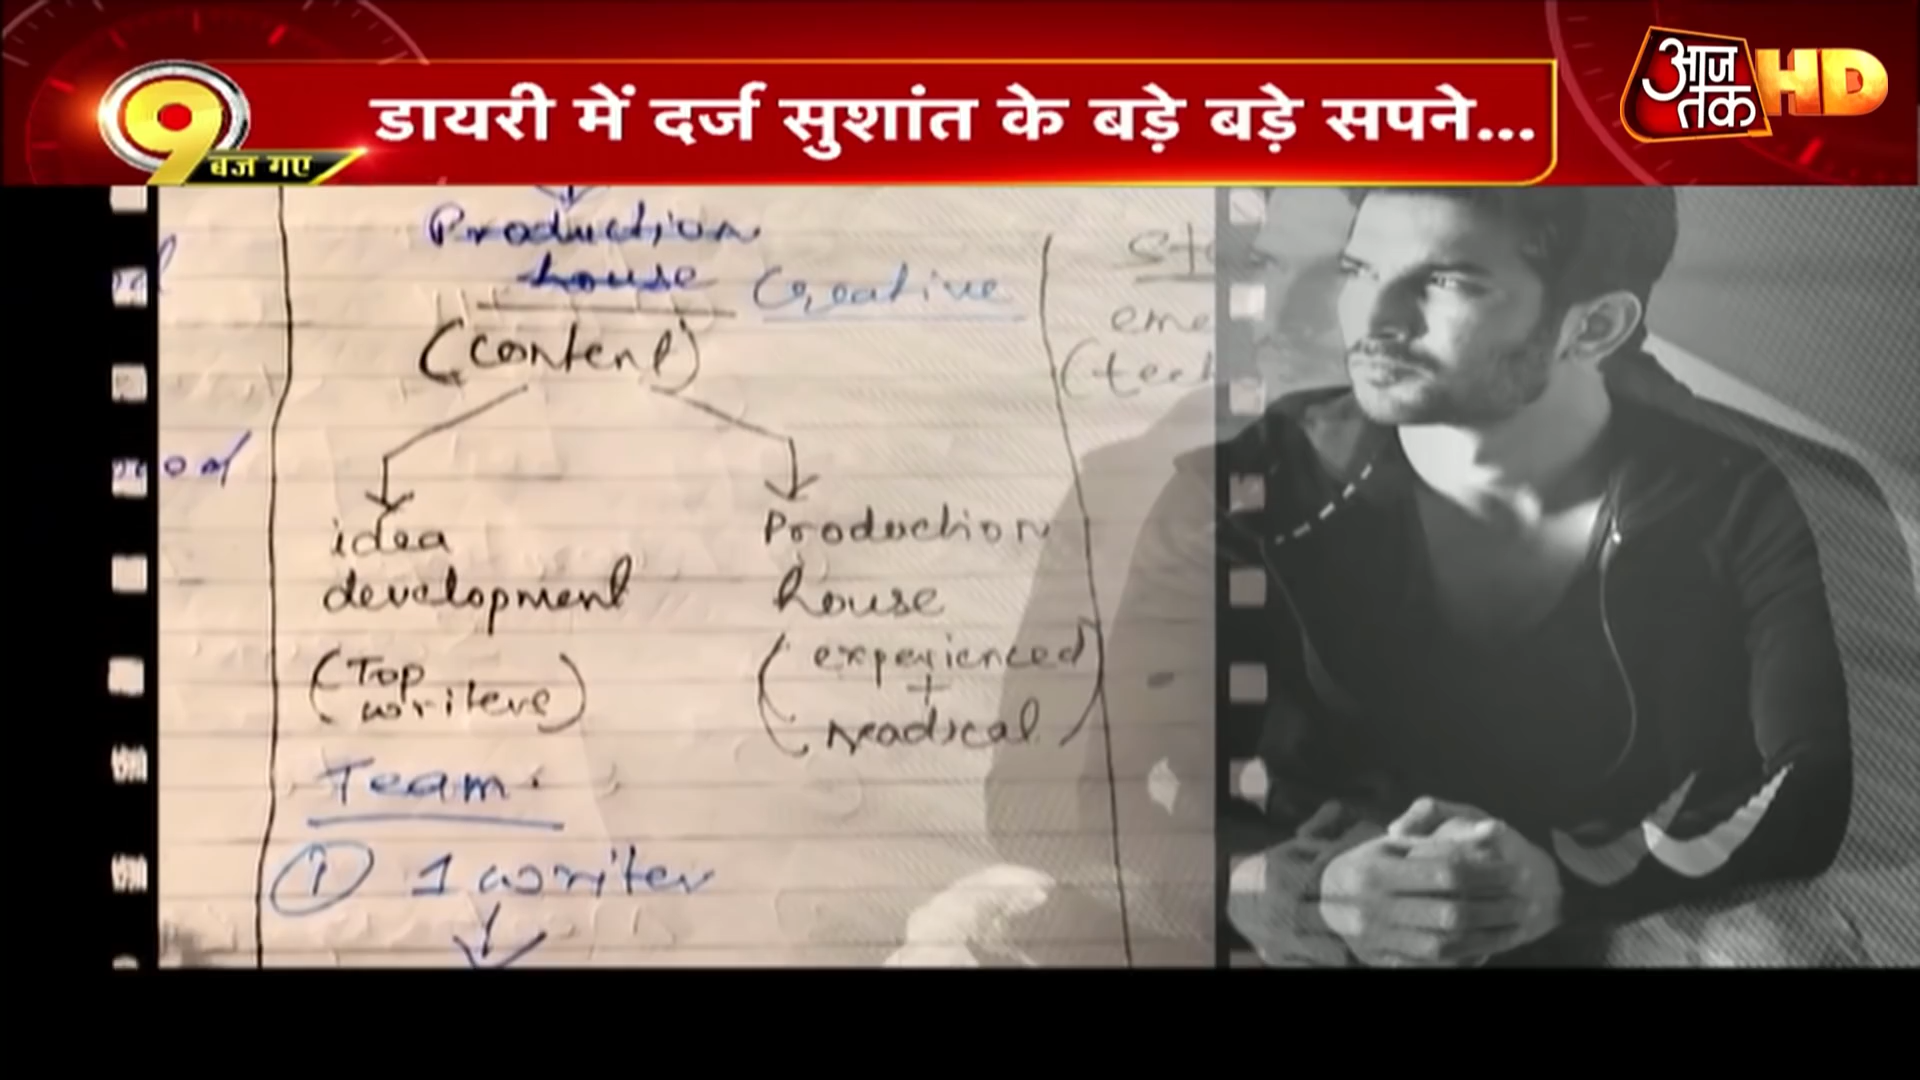 डायरी में दर्ज सुशांत के बड़े बड़े सपने...
9
बज गए
आज
तक
HD
Production
house
Creative
(content)
idea
development
(Top
writers)
Production
house
(experienced
+
radical)
Team.
① 1 writer